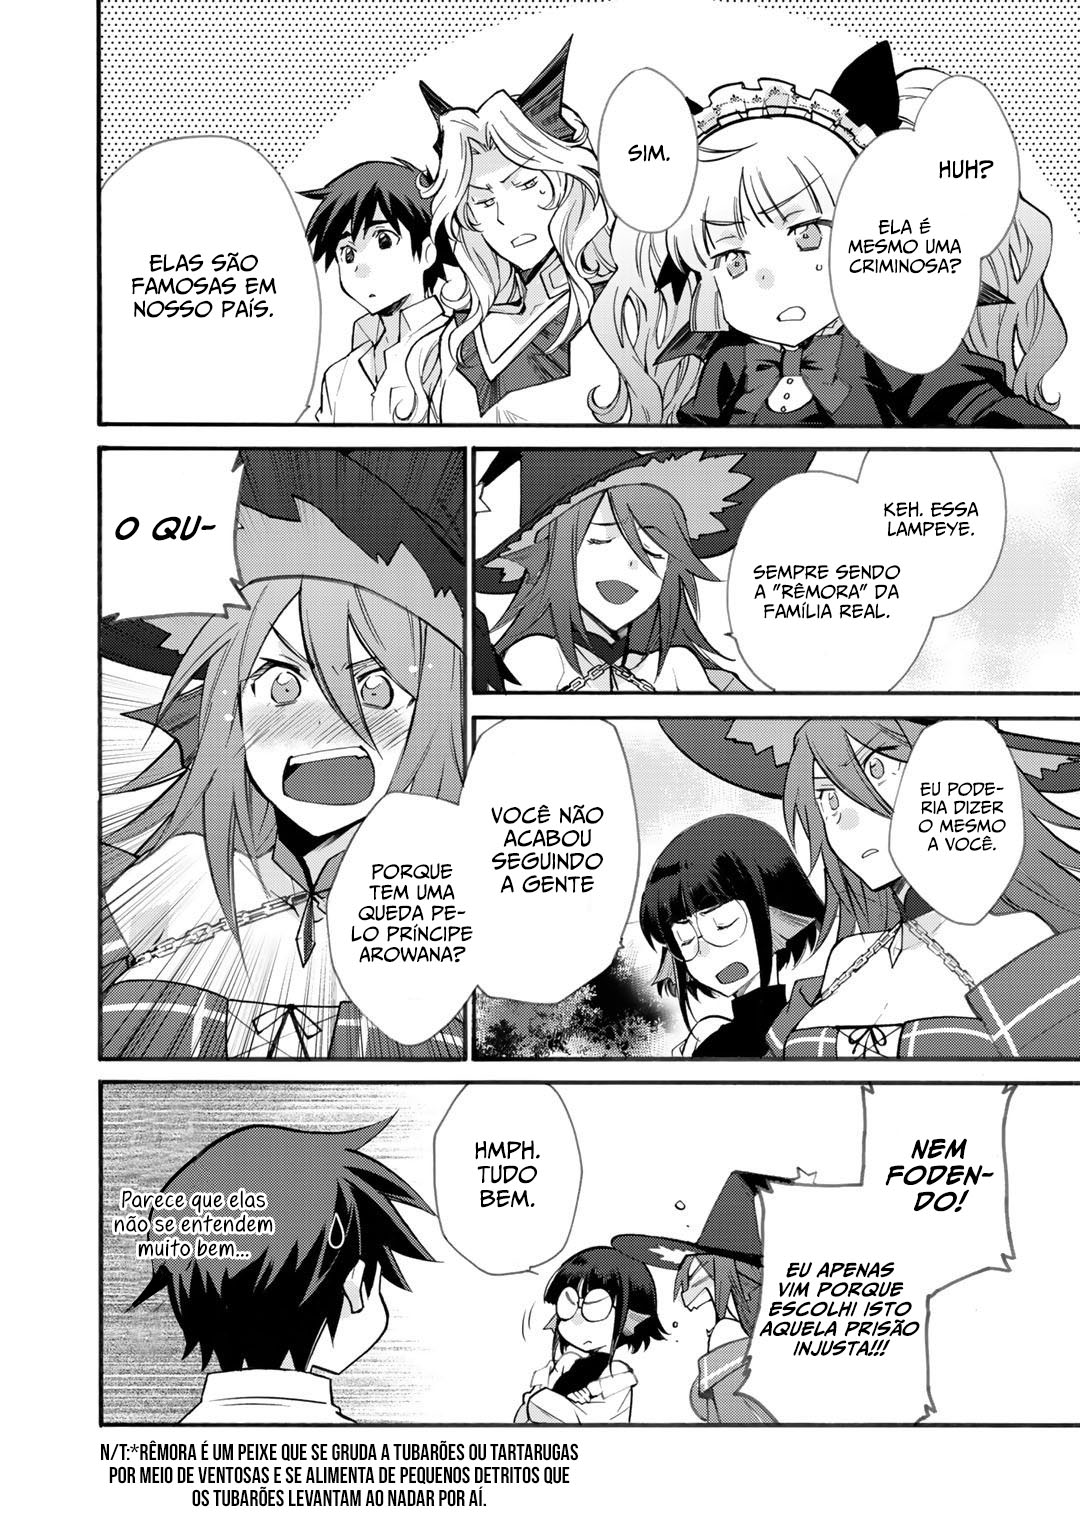 HUH?
ELA É
MESMO UMA
CRIMINOSA?
SIM.
ELAS SÃO
FAMOSAS EM
NOSSO PAÍS.
KEH. ESSA
LAMPEYE.
SEMPRE SENDO
A "RÊMORA" DA
FAMÍLIA REAL.
O QU-
EU PODE-
RIA DIZER
O MESMO
A VOCÊ.
VOCÊ NÃO
ACABOU
SEGUINDO
A GENTE
PORQUE
TEM UMA
QUEDA PE-
LO PRÍNCIPE
AROWANA?
NEM
FODEN-
DO!
EU APENAS
VIM PORQUE
ESCOLHI ISTO
AQUELA PRISÃO
INJUSTA!!!
HMPH.
TUDO
BEM.
Parece que elas
não se entendem
muito bem...
N/T:*RÊMORA É UM PEIXE QUE SE GRUDA A TUBARÕES OU TARTARUGAS
POR MEIO DE VENTOSAS E SE ALIMENTA DE PEQUENOS DETRITOS QUE
OS TUBARÕES LEVANTAM AO NADAR POR AÍ.